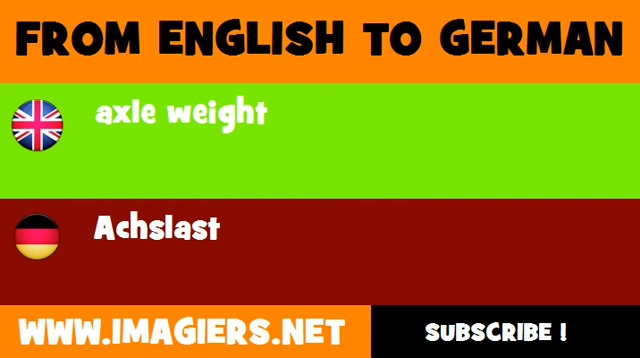 FROM ENGLISH TO GERMAN
axle weight
Achslast
WWW.IMAGIERS.NET
SUBSCRIBE !